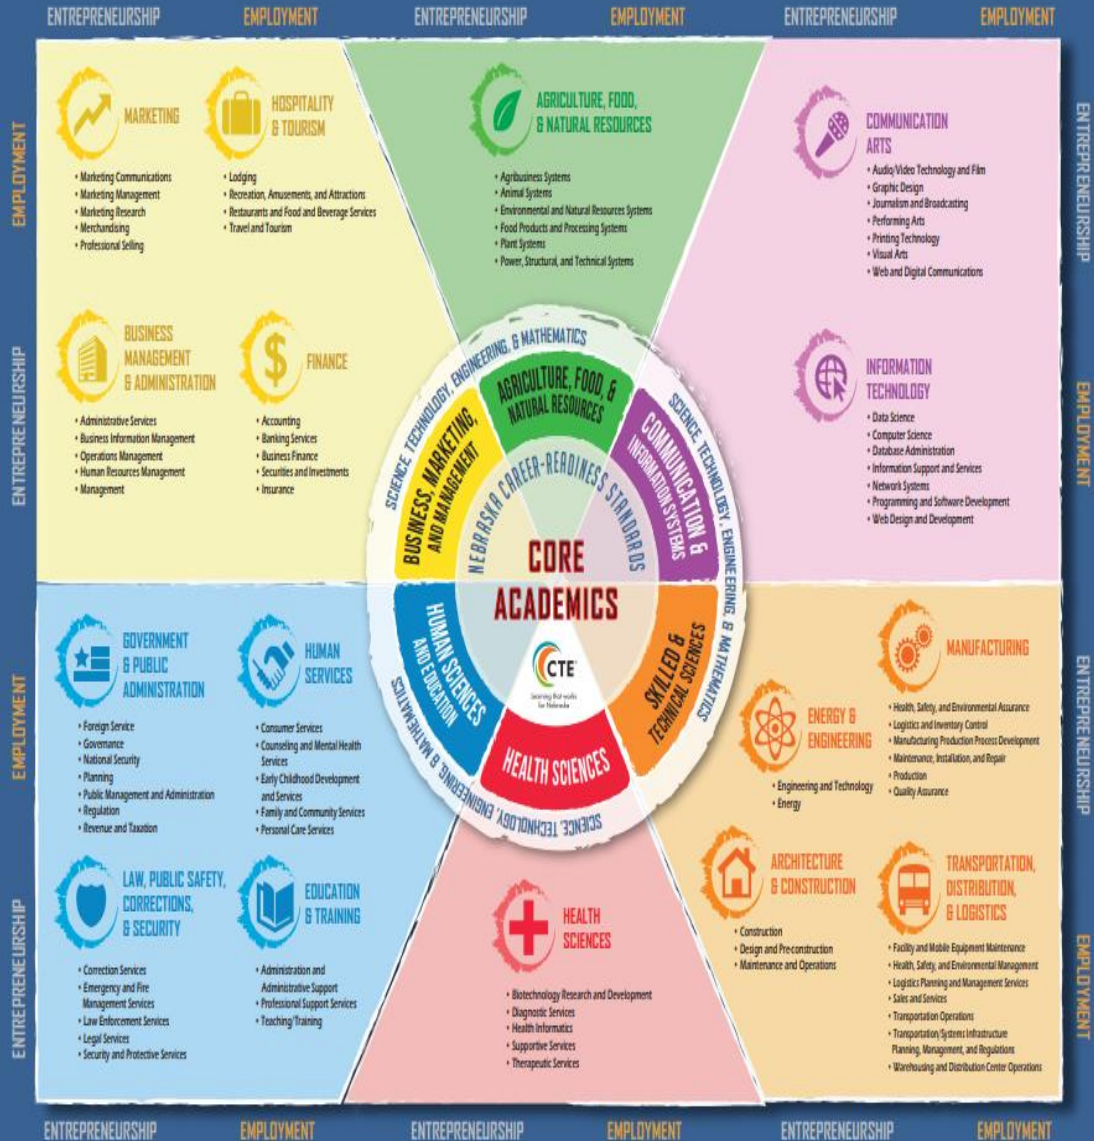 ENTREPRENEURSHIP
EMPLOYMENT
ENTREPRENEURSHIP
EMPLOYMENT
ENTREPRENEURSHIP
EMPLOYMENT
EMPLOYMENT
ENTREPRENEURSHIP
EMPLOYMENT
ENTREPRENEURSHIP
MARKETING
• Marketing Communications
• Marketing Management
• Marketing Research
• Merchandising
• Professional Selling
HOSPITALITY
& TOURISM
• Lodging
• Recreation, Amusements, and Attractions
• Restaurants and Food and Beverage Services
• Travel and Tourism
BUSINESS
MANAGEMENT
& ADMINISTRATION
• Administrative Services
• Business Information Management
• Operations Management
• Human Resources Management
• Management
$
FINANCE
• Accounting
• Banking Services
• Business Finance
• Securities and Investments
• Insurance
AGRICULTURE, FOOD,
& NATURAL RESOURCES
• Agribusiness Systems
• Animal Systems
• Environmental and Natural Resources Systems
• Food Products and Processing Systems
• Plant Systems
• Power, Structural, and Technical Systems
COMMUNICATION
ARTS
• Audio/Video Technology and Film
• Graphic Design
• Journalism and Broadcasting
• Performing Arts
• Printing Technology
• Visual Arts
• Web and Digital Communications
INFORMATION
TECHNOLOGY
• Data Science
• Computer Science
• Database Administration
• Information Support and Services
• Network Systems
• Programming and Software Development
• Web Design and Development
SCIENCE, TECHNOLOGY, ENGINEERING, & MATHEMATICS
SCIENCE, TECHNOLOGY, ENGINEERING, & MATHEMATICS
SCIENCE, TECHNOLOGY, ENGINEERING, & MATHEMATICS
AGRICULTURE, FOOD, &
NATURAL RESOURCES
COMMUNICATION &
INFORMATION SYSTEMS
SKILLED &
TECHNICAL SCIENCES
HEALTH SCIENCES
HUMAN SCIENCES
AND EDUCATION
BUSINESS, MARKETING,
AND MANAGEMENT
NEBRASKA CAREER-READINESS STANDARDS
CORE
ACADEMICS
CTE
Learning that works
for Nebraska
GOVERNMENT
& PUBLIC
ADMINISTRATION
• Foreign Service
• Governance
• National Security
• Planning
• Public Management and Administration
• Regulation
• Revenue and Taxation
HUMAN
SERVICES
• Consumer Services
• Counseling and Mental Health
Services
• Early Childhood Development
and Services
• Family and Community Services
• Personal Care Services
LAW, PUBLIC SAFETY,
CORRECTIONS,
& SECURITY
• Correction Services
• Emergency and Fire
Management Services
• Law Enforcement Services
• Legal Services
• Security and Protective Services
EDUCATION
& TRAINING
• Administration and
Administrative Support
• Professional Support Services
• Teaching/Training
HEALTH
SCIENCES
• Biotechnology Research and Development
• Diagnostic Services
• Health Informatics
• Supportive Services
• Therapeutic Services
ENERGY &
ENGINEERING
• Engineering and Technology
• Energy
MANUFACTURING
• Health, Safety, and Environmental Assurance
• Logistics and Inventory Control
• Manufacturing Production Process Development
• Maintenance, Installation, and Repair
• Production
• Quality Assurance
ARCHITECTURE
& CONSTRUCTION
• Construction
• Design and Pre-construction
• Maintenance and Operations
TRANSPORTATION,
DISTRIBUTION,
& LOGISTICS
• Facility and Mobile Equipment Maintenance
• Health, Safety, and Environmental Management
• Logistics Planning and Management Services
• Sales and Services
• Transportation Operations
• Transportation/Systems Infrastructure
Planning, Management, and Regulations
• Warehousing and Distribution Center Operations
ENTREPRENEURSHIP
EMPLOYMENT
ENTREPRENEURSHIP
EMPLOYMENT
ENTREPRENEURSHIP
EMPLOYMENT
ENTREPRENEURSHIP
EMPLOYMENT
ENTREPRENEURSHIP
EMPLOYMENT